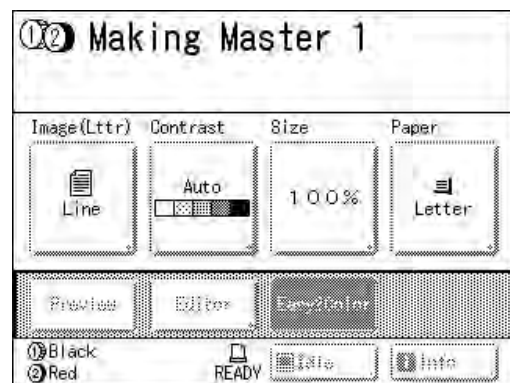 ①② Making Master 1
Image(Lttr) Contrast Size Paper
Line Auto 100% Letter
Preview Editor Easy2Color
①Black
②Red READY Idle Info